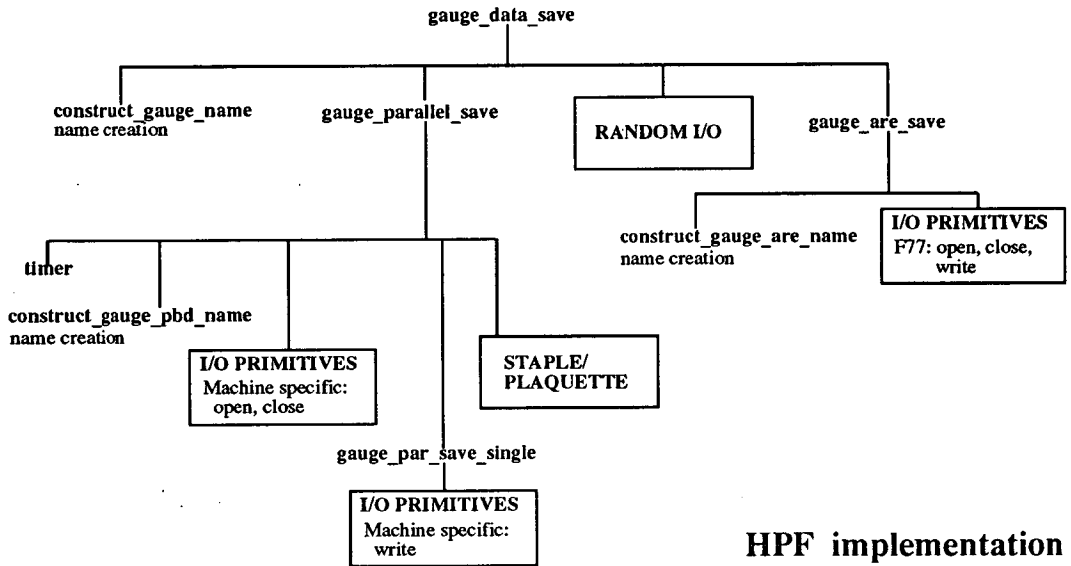 gauge_data_save
construct_gauge_name
name creation
gauge_parallel_save
RANDOM I/O
gauge_are_save
construct_gauge_are_name
name creation
I/O PRIMITIVES
F77: open, close,
write
timer
construct_gauge_pbd_name
name creation
I/O PRIMITIVES
Machine specific:
open, close
STAPLE/
PLAQUETTE
gauge_par_save_single
I/O PRIMITIVES
Machine specific:
write
HPF implementation